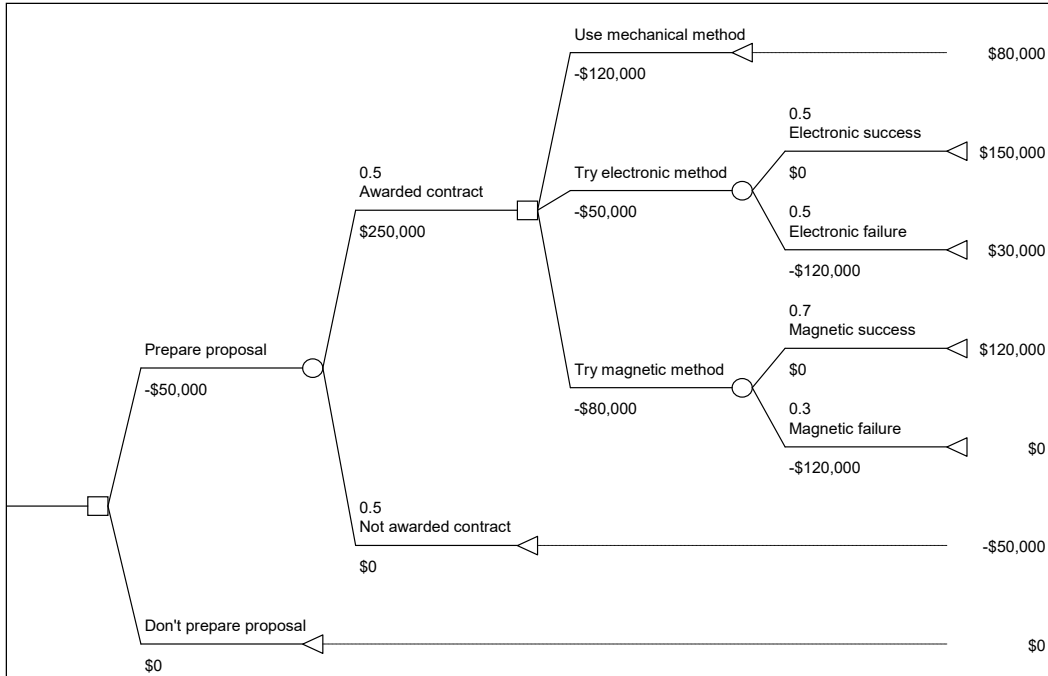 Use mechanical method
-$120,000
$80,000
0.5
Electronic success
$0
$150,000
0.5
Awarded contract
$250,000
Try electronic method
-$50,000
0.5
Electronic failure
-$120,000
$30,000
0.7
Magnetic success
$0
$120,000
Prepare proposal
-$50,000
Try magnetic method
-$80,000
0.3
Magnetic failure
-$120,000
$0
0.5
Not awarded contract
$0
-$50,000
Don't prepare proposal
$0
$0